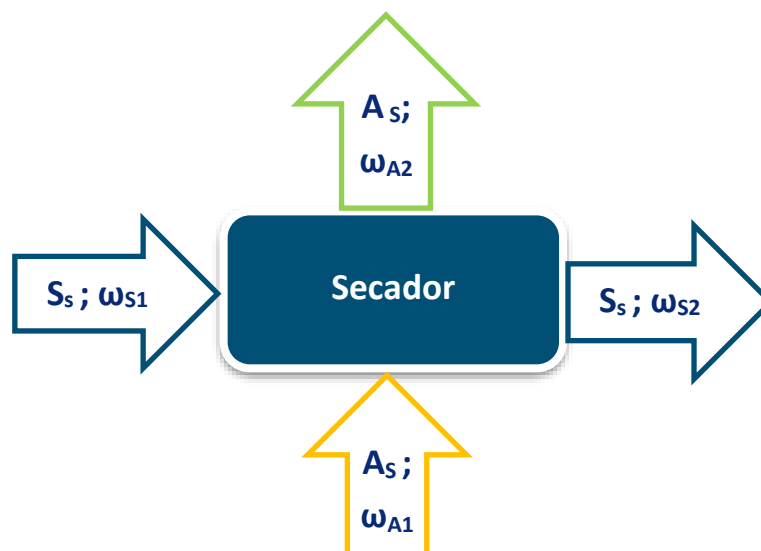 A S;
ωA2
Ss ; ωS1
Secador
Ss ; ωS2
AS ;
ωA1